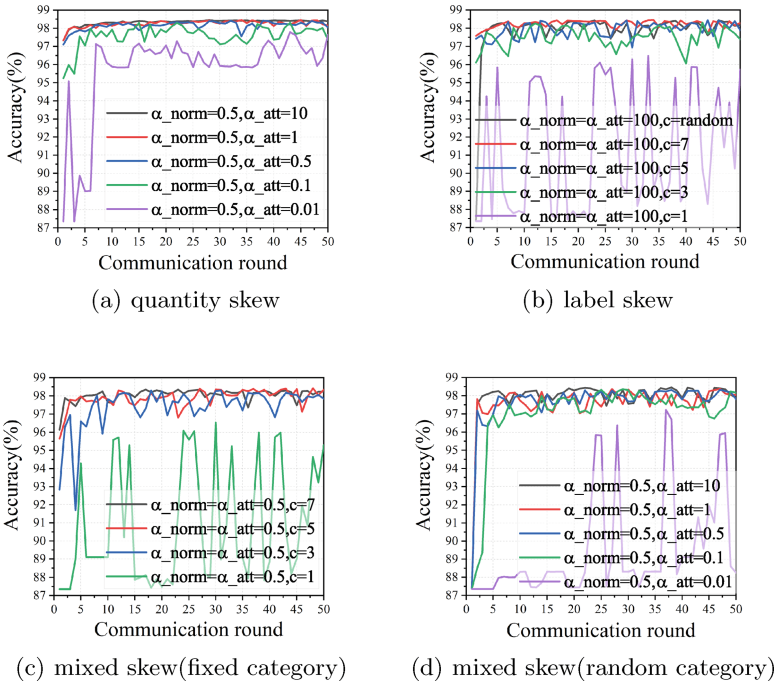 99
98
97
96
95
94
93
92
91
90
89
88
87
Accuracy(%)
α_norm=0.5,α_att=10
α_norm=0.5,α_att=1
α_norm=0.5,α_att=0.5
α_norm=0.5,α_att=0.1
α_norm=0.5,α_att=0.01
0 5 10 15 20 25 30 35 40 45 50
Communication round
(a) quantity skew
99
98
97
96
95
94
93
92
91
90
89
88
87
Accuracy(%)
α_norm=α_att=100,c=random
α_norm=α_att=100,c=7
α_norm=α_att=100,c=5
α_norm=α_att=100,c=3
α_norm=α_att=100,c=1
0 5 10 15 20 25 30 35 40 45 50
Communication round
(b) label skew
99
98
97
96
95
94
93
92
91
90
89
88
87
Accuracy(%)
α_norm=α_att=0.5,c=7
α_norm=α_att=0.5,c=5
α_norm=α_att=0.5,c=3
α_norm=α_att=0.5,c=1
0 5 10 15 20 25 30 35 40 45 50
Communication round
(c) mixed skew(fixed category)
99
98
97
96
95
94
93
92
91
90
89
88
87
Accuracy(%)
α_norm=0.5,α_att=10
α_norm=0.5,α_att=1
α_norm=0.5,α_att=0.5
α_norm=0.5,α_att=0.1
α_norm=0.5,α_att=0.01
0 5 10 15 20 25 30 35 40 45 50
Communication round
(d) mixed skew(random category)